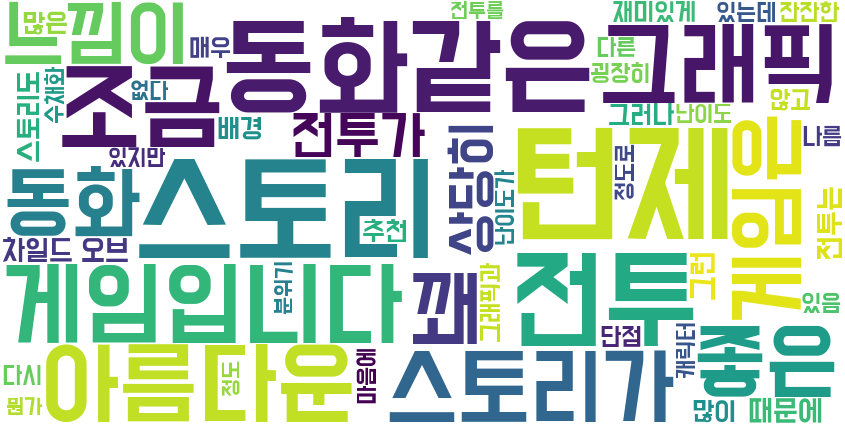 느낌이
많은
매우
전투를
재미있게
있는데
잔잔한
동화같은
그래픽
조금
다른
굉장히
스토리도
수채화
없다
배경
전투가
그러나
난이도
않고
나름
있지만
동화
스토리
추천
상당히
난이도가
턴제
정도로
게임은
전투는
차일드 오브
게임입니다
분위기
꽤
그래픽과
전투
그런
있음
단점
캐릭터
좋은
다시
뭔가
아름다운
정도
마음에
스토리가
많이
때문에